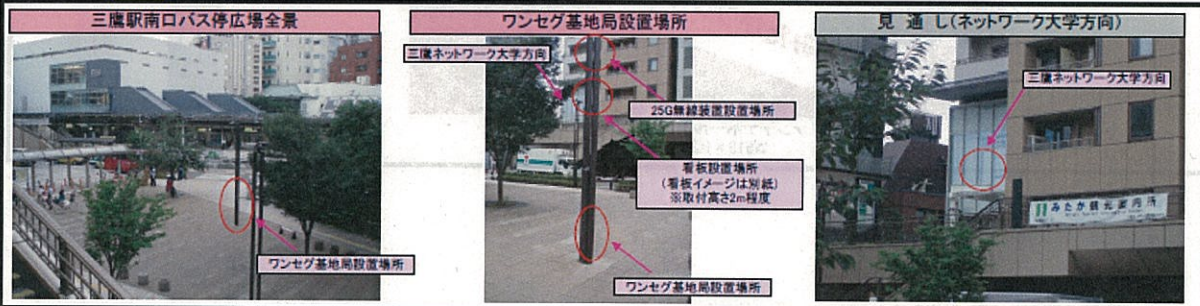 三鷹駅南口バス停広場全景
ワンセグ基地局設置場所
ワンセグ基地局設置場所
三鷹ネットワーク大学方向
25G無線装置設置場所
看板設置場所
(看板イメージは別紙)
※取付高さ2m程度
ワンセグ基地局設置場所
見通し(ネットワーク大学方向)
三鷹ネットワーク大学方向
みたか観光案内所